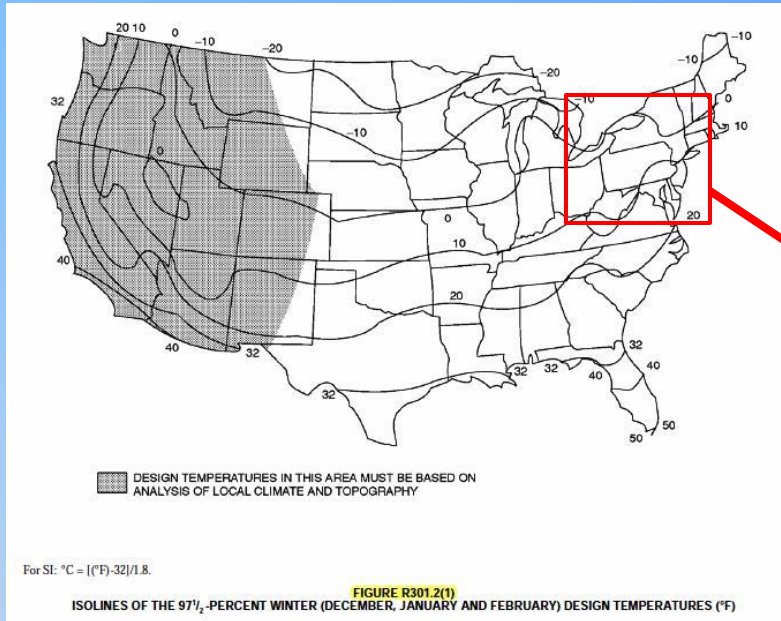 20 10 0 -10 -20
-10 -10
-20
32 -10 0
-10 10
0
20
0
10
40
20
40 32 32
32 32 40 40
32
50
50
DESIGN TEMPERATURES IN THIS AREA MUST BE BASED ON
ANALYSIS OF LOCAL CLIMATE AND TOPOGRAPHY
For SI: °C = [(°F)-32]/1.8.
FIGURE R301.2(1)
ISOLINES OF THE 97½-PERCENT WINTER (DECEMBER, JANUARY AND FEBRUARY) DESIGN TEMPERATURES (°F)